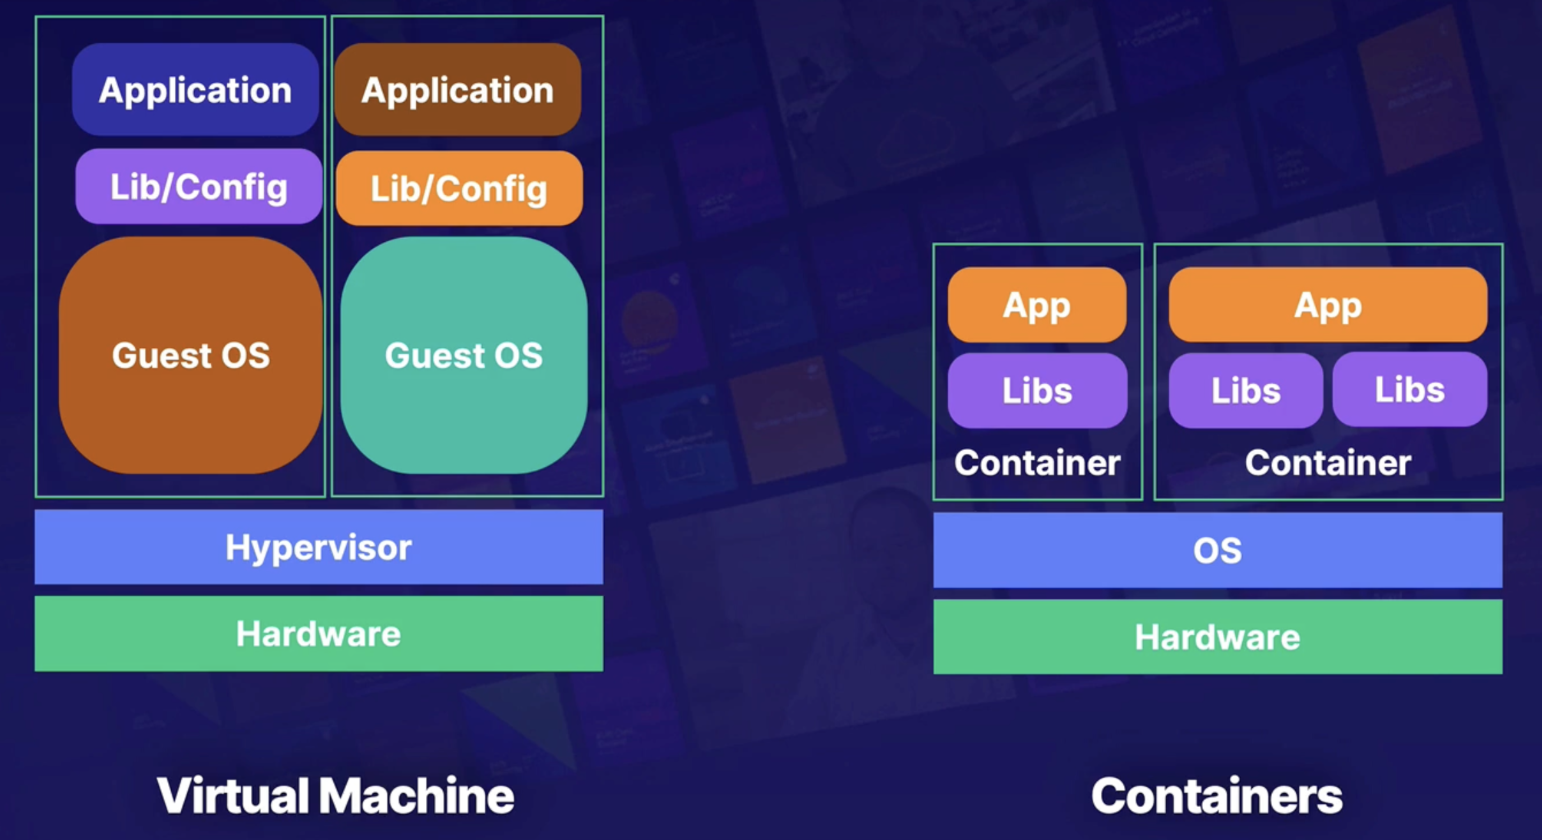 Application
Application
Lib/Config
Lib/Config
Guest OS
Guest OS
Hypervisor
Hardware
Virtual Machine
App
App
Libs
Libs
Libs
Container
Container
OS
Hardware
Containers